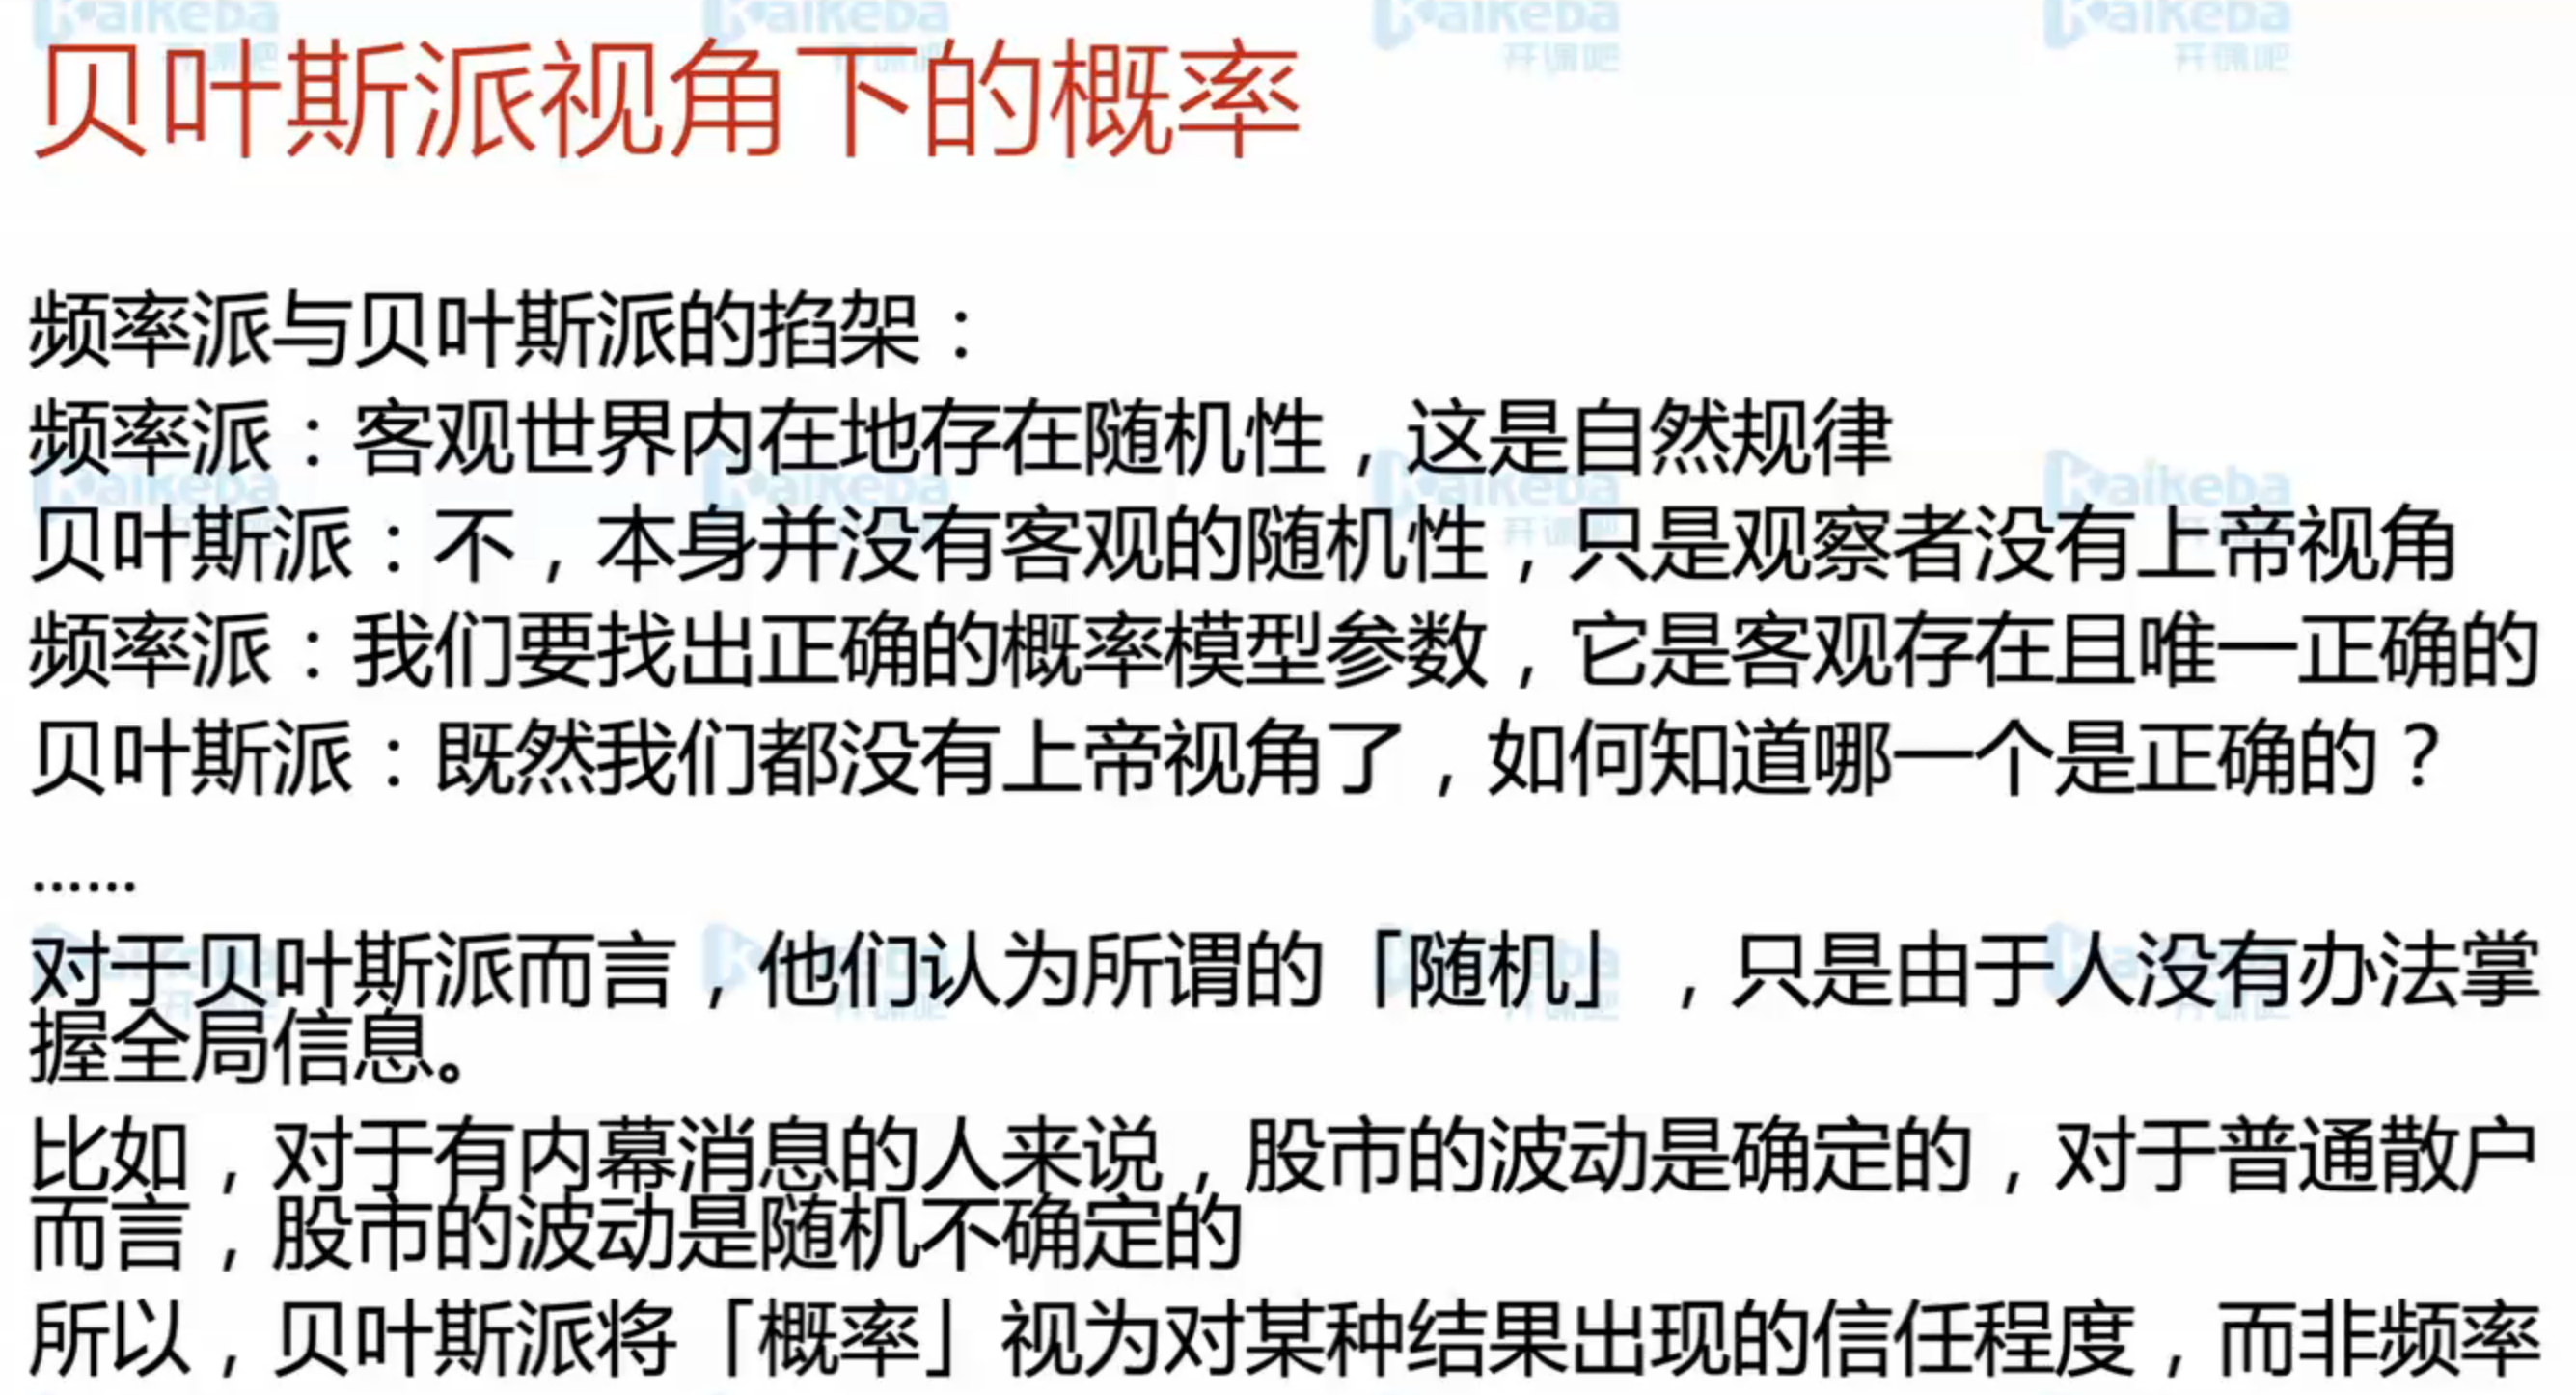 贝叶斯派视角下的概率
频率派与贝叶斯派的掐架：
频率派：客观世界内在地存在随机性，这是自然规律
贝叶斯派：不，本身并没有客观的随机性，只是观察者没有上帝视角
频率派：我们要找出正确的概率模型参数，它是客观存在且唯一正确的
贝叶斯派：既然我们都没有上帝视角了，如何知道哪一个是正确的？
……
对于贝叶斯派而言，他们认为所谓的「随机」，只是由于人没有办法掌
握全局信息。
比如，对于有内幕消息的人来说，股市的波动是确定的，对于普通散户
而言，股市的波动是随机不确定的
所以，贝叶斯派将「概率」视为对某种结果出现的信任程度，而非频率
Kaikeba
开课吧